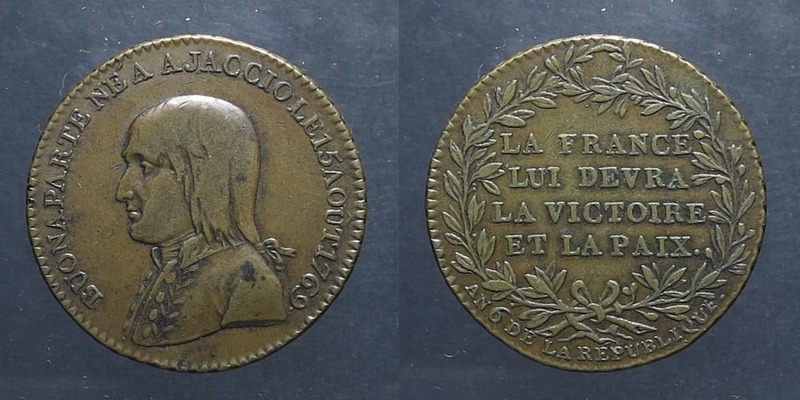 BUONAPARTE NÉ A AJACCIO LE 15 AOUT 1769
LA FRANCE
LUI DEVRA
LA VICTOIRE
ET LA PAIX.
AN 6 DE LA REPUBLIQUE.